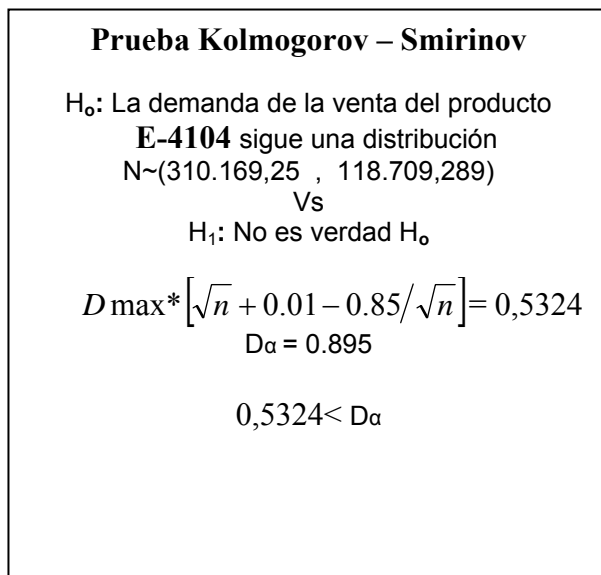 Prueba Kolmogorov – Smirinov
Ho: La demanda de la venta del producto
E-4104 sigue una distribución
N~(310.169,25 , 118.709,289)
Vs
H1: No es verdad Ho
D max*[√n + 0.01 − 0.85/√n]= 0,5324
Dα = 0.895
0,5324< Dα